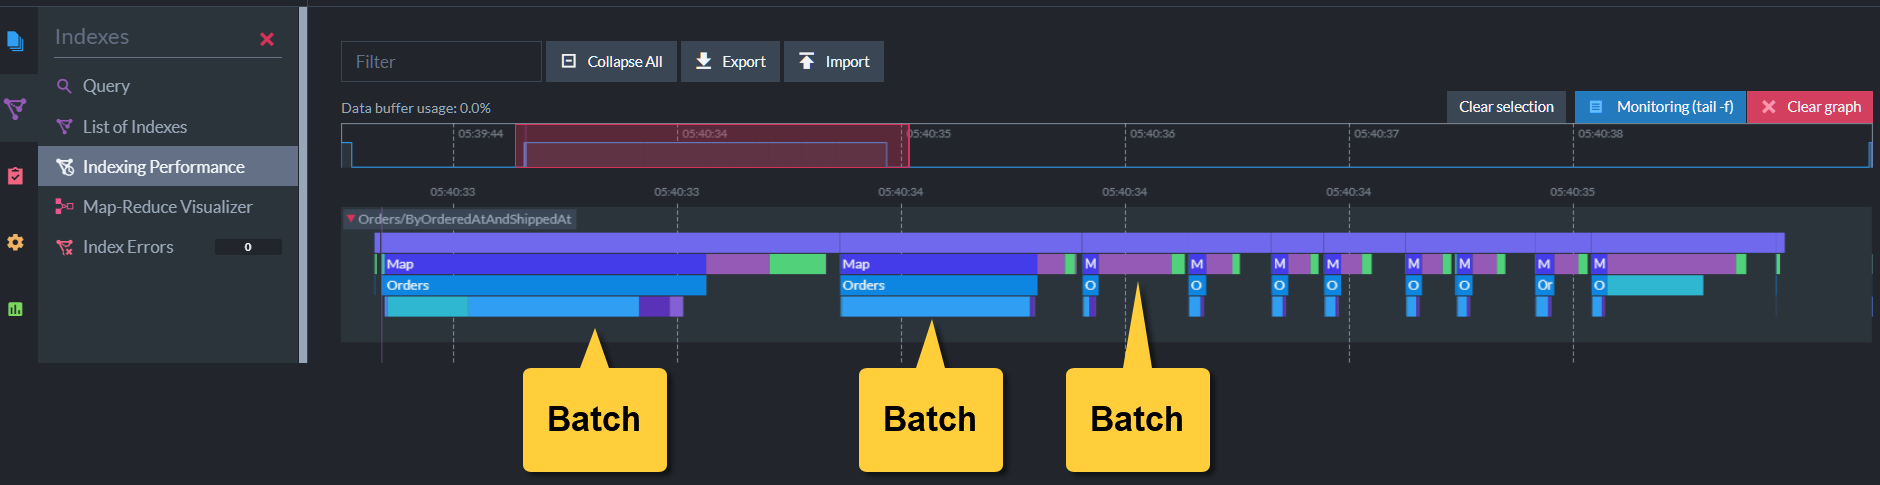 Indexes
Query
List of Indexes
Indexing Performance
Map-Reduce Visualizer
Index Errors 0
Filter
Collapse All
Export
Import
Data buffer usage: 0.0%
Clear selection
Monitoring (tail -f)
Clear graph
05:39:44 05:40:34 05:40:35 05:40:36 05:40:37 05:40:38
05:40:33 05:40:33 05:40:34 05:40:34 05:40:34 05:40:35
Orders/ByOrderedAtAndShippedAt
Map Map M M M M M M M M
Orders Orders O O O O O O Or O
Batch Batch Batch